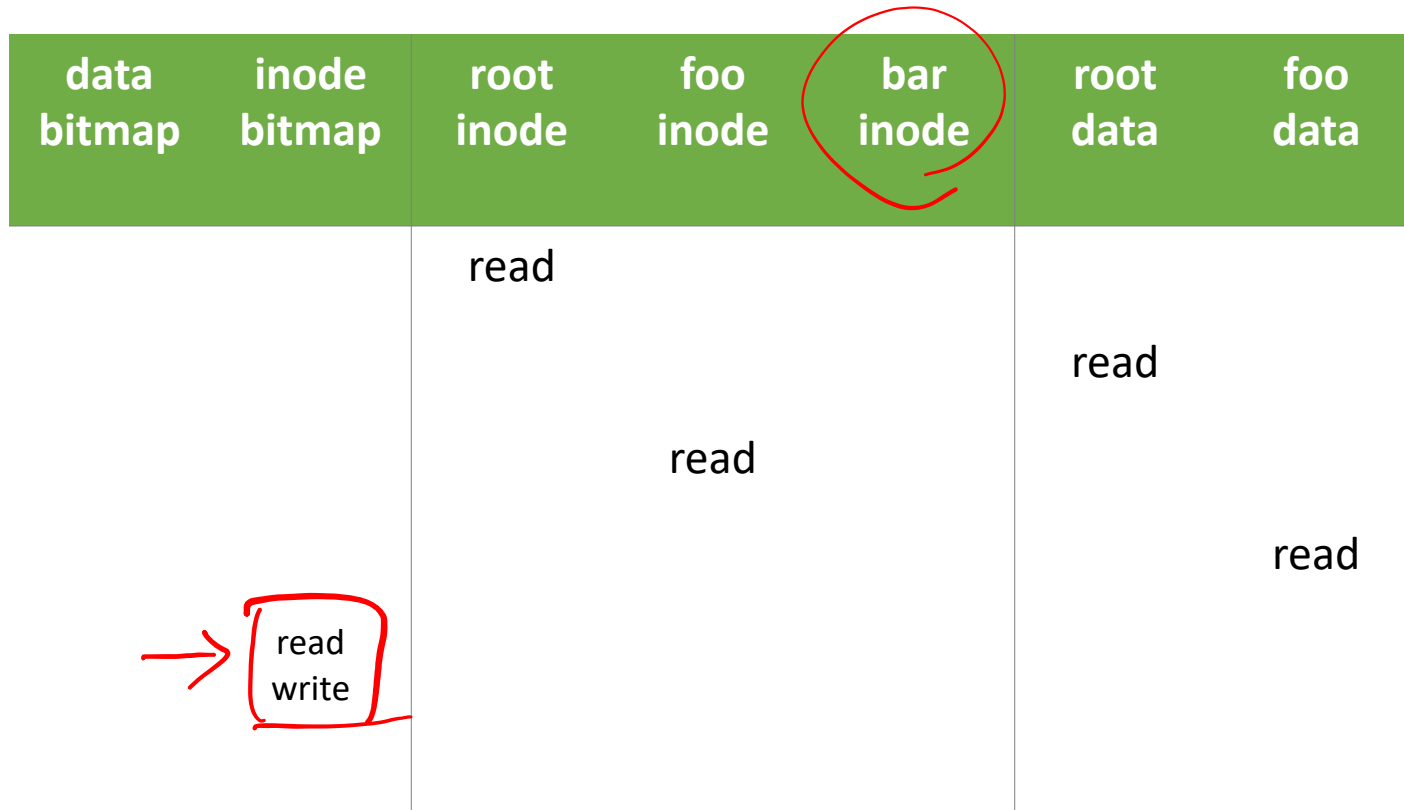 data inode root foo bar root foo
bitmap bitmap inode inode inode data data
read
read
read
read
read
write